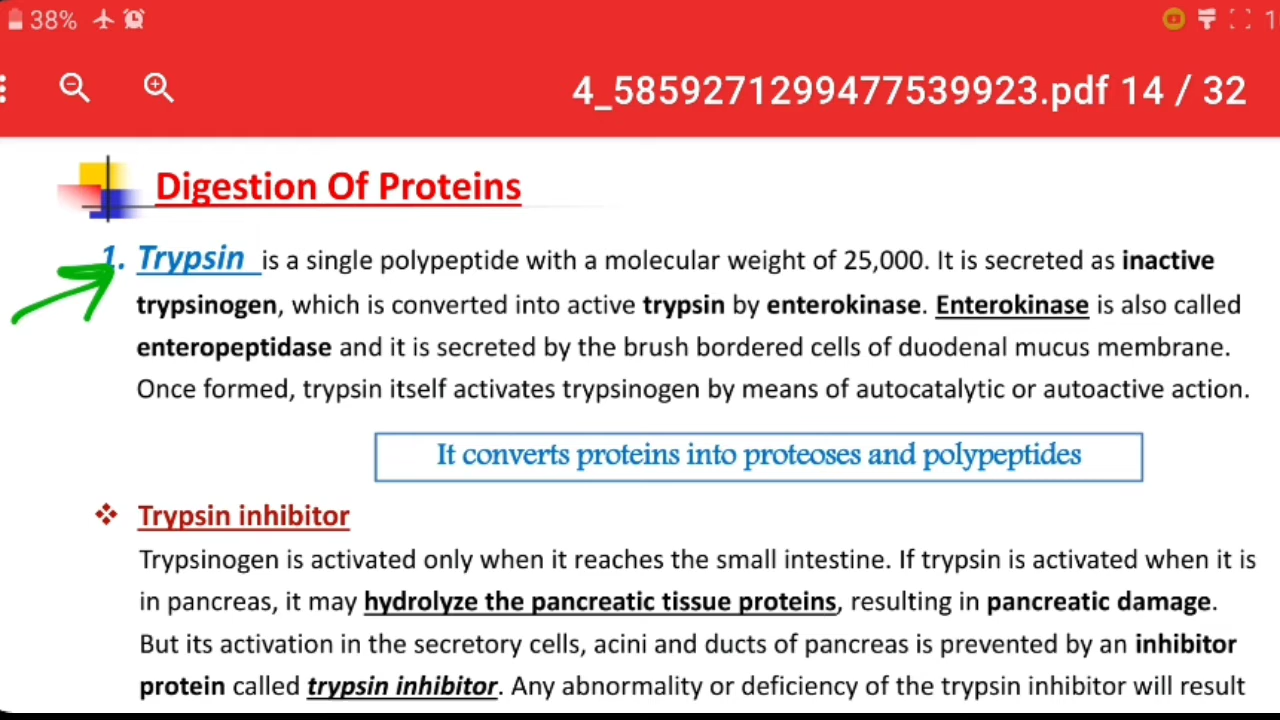 38%
1
4_5859271299477539923.pdf 14 / 32
Digestion Of Proteins
1. Trypsin is a single polypeptide with a molecular weight of 25,000. It is secreted as inactive
trypsinogen, which is converted into active trypsin by enterokinase. Enterokinase is also called
enteropeptidase and it is secreted by the brush bordered cells of duodenal mucus membrane.
Once formed, trypsin itself activates trypsinogen by means of autocatalytic or autoactive action.
It converts proteins into proteoses and polypeptides
❖ Trypsin inhibitor
Trypsinogen is activated only when it reaches the small intestine. If trypsin is activated when it is
in pancreas, it may hydrolyze the pancreatic tissue proteins, resulting in pancreatic damage.
But its activation in the secretory cells, acini and ducts of pancreas is prevented by an inhibitor
protein called trypsin inhibitor. Any abnormality or deficiency of the trypsin inhibitor will result